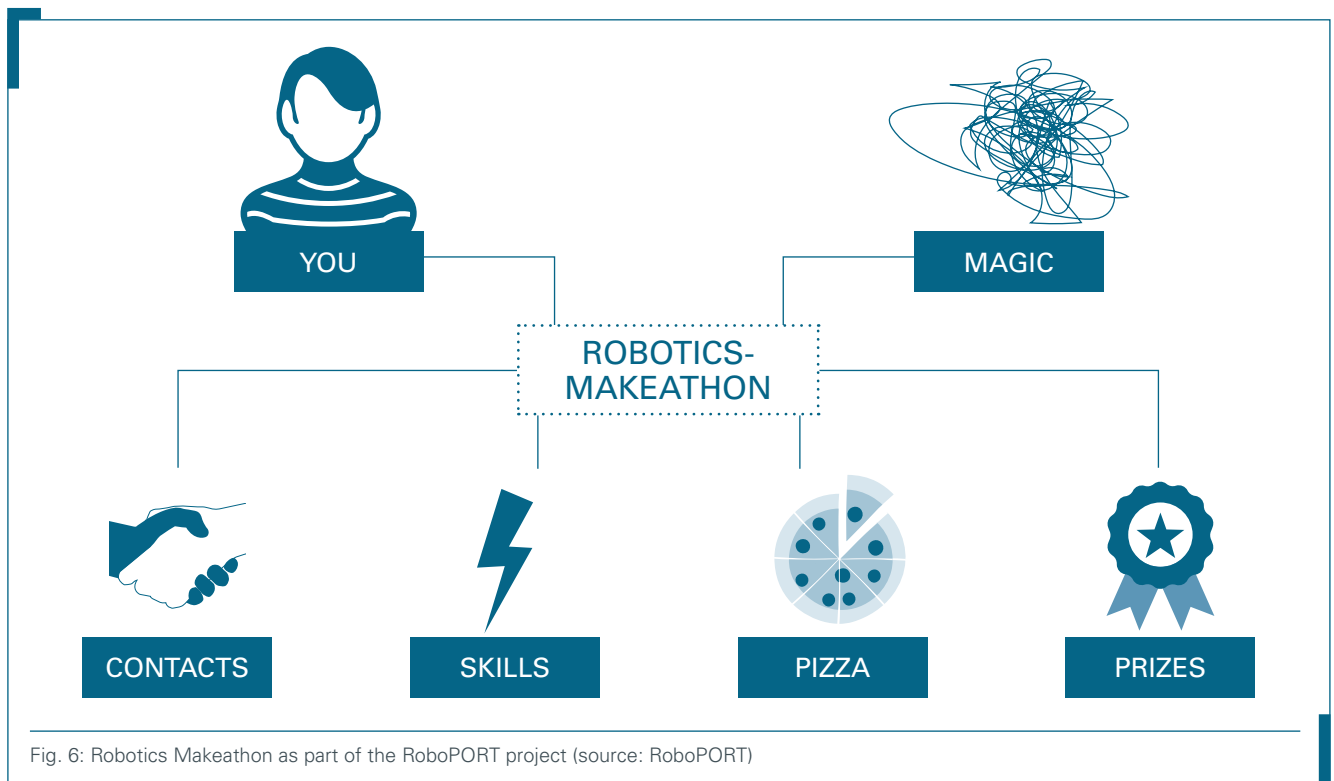 YOU
MAGIC
ROBOTICS-
MAKEATHON
CONTACTS
SKILLS
PIZZA
PRIZES
Fig. 6: Robotics Makeathon as part of the RoboPORT project (source: RoboPORT)